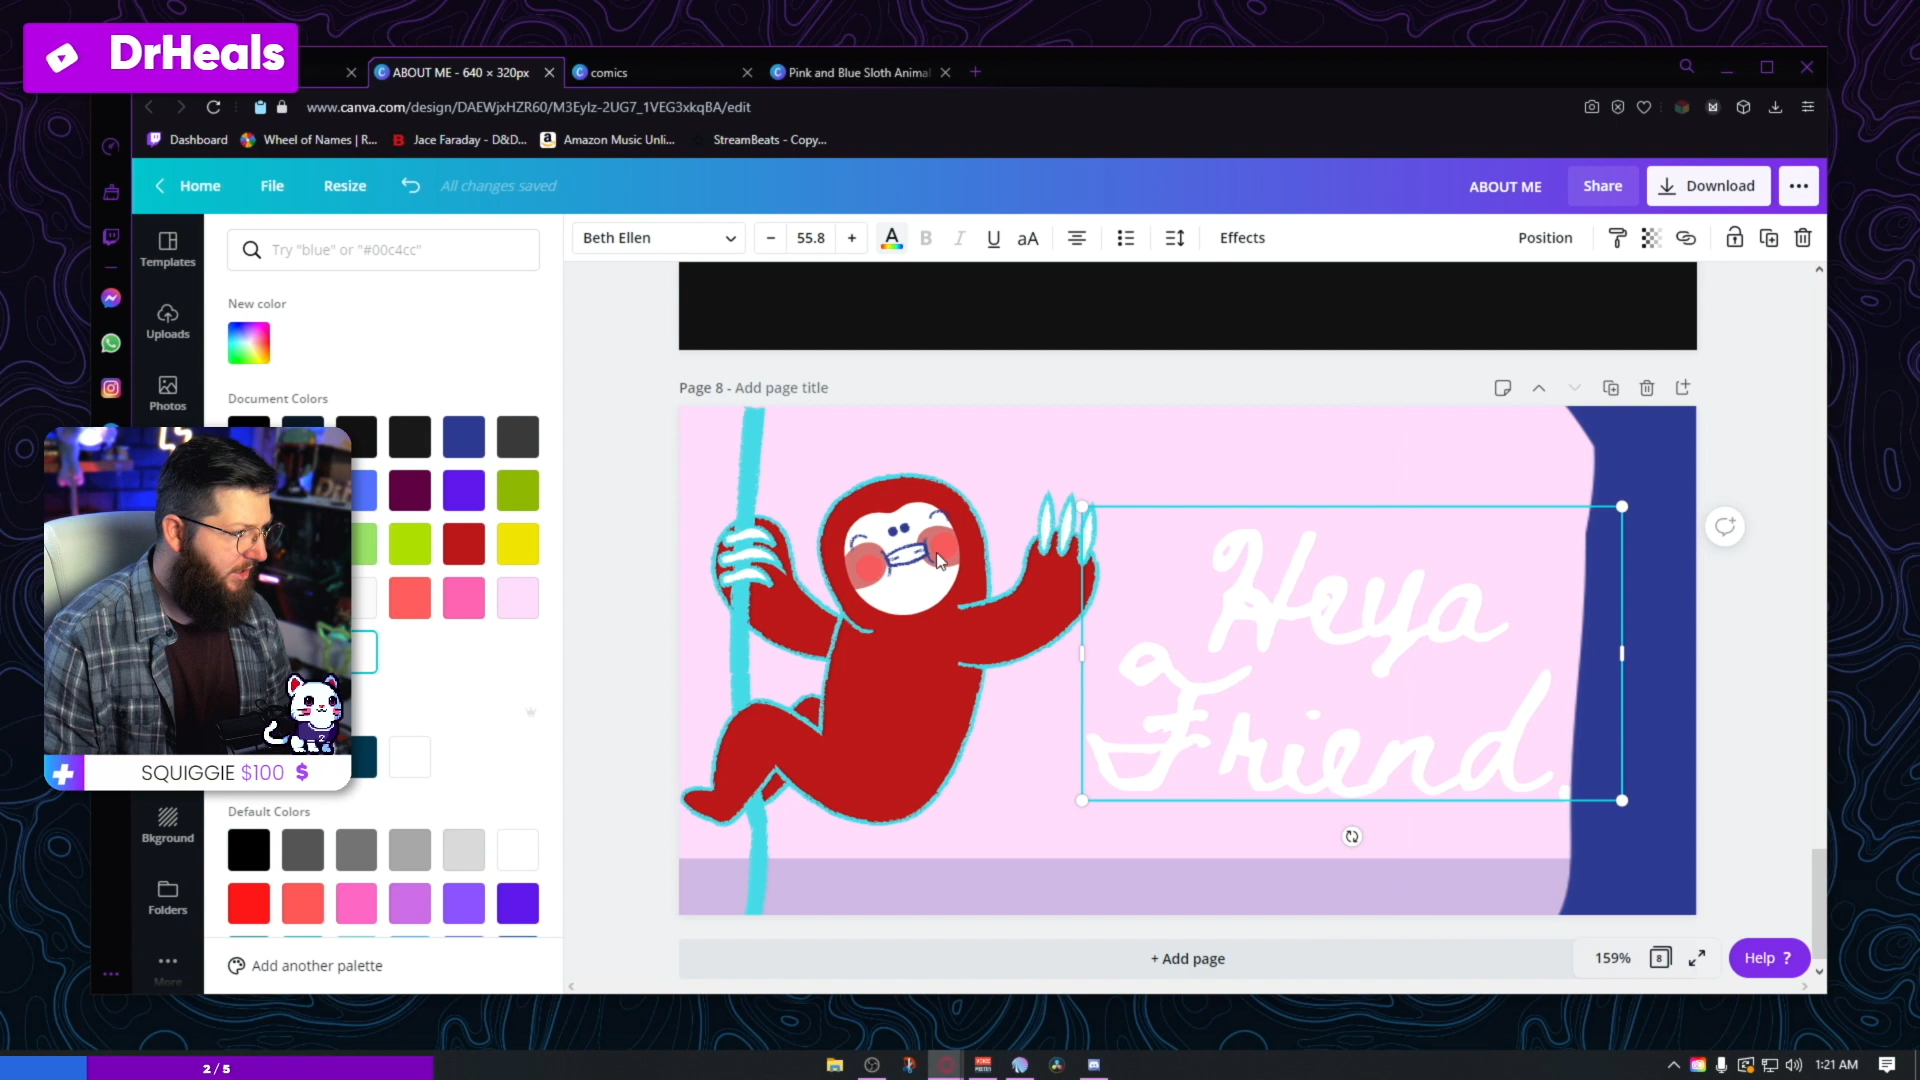 DrHeals
ABOUT ME - 640 × 320px
comics
Pink and Blue Sloth Animal
www.canva.com/design/DAEWjxHZR60/M3Eylz-2UG7_1VEG3xkqBA/edit
Dashboard
Wheel of Names | R...
Jace Faraday - D&D...
Amazon Music Unli...
StreamBeats - Copy...
Home
File
Resize
All changes saved
ABOUT ME
Share
Download
Templates
Uploads
Photos
Bkground
Folders
More
Try "blue" or "#00c4cc"
New color
Document Colors
Default Colors
Add another palette
Beth Ellen
55.8
A
B
I
U
aA
Effects
Position
Page 8 - Add page title
Heya
Friend.
+ Add page
159%
8
Help ?
SQUIGGIE $100 $
2 / 5
1:21 AM